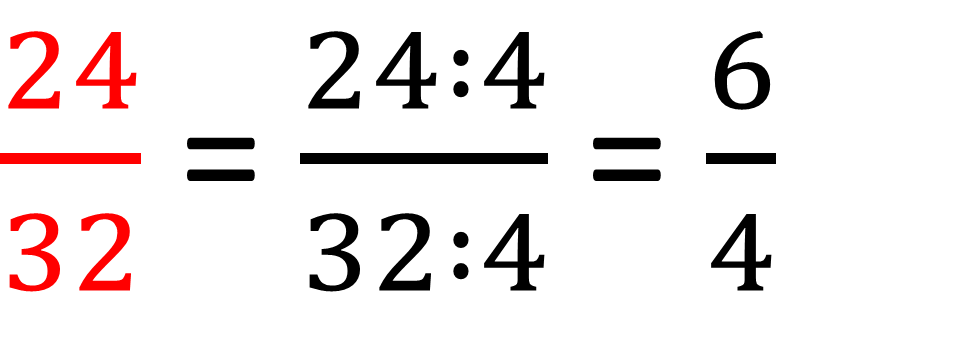 24/32 = 24:4/32:4 = 6/4